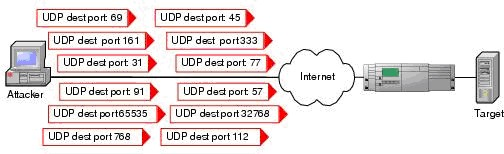 UDP dest port 69
UDP dest port 45
UDP dest port 161
UDP dest port333
UDP dest port 31
UDP dest port 77
Attacker
Internet
Target
UDP dest port 91
UDP dest port 57
UDP dest port65535
UDP dest port 32768
UDP dest port 768
UDP dest port 112